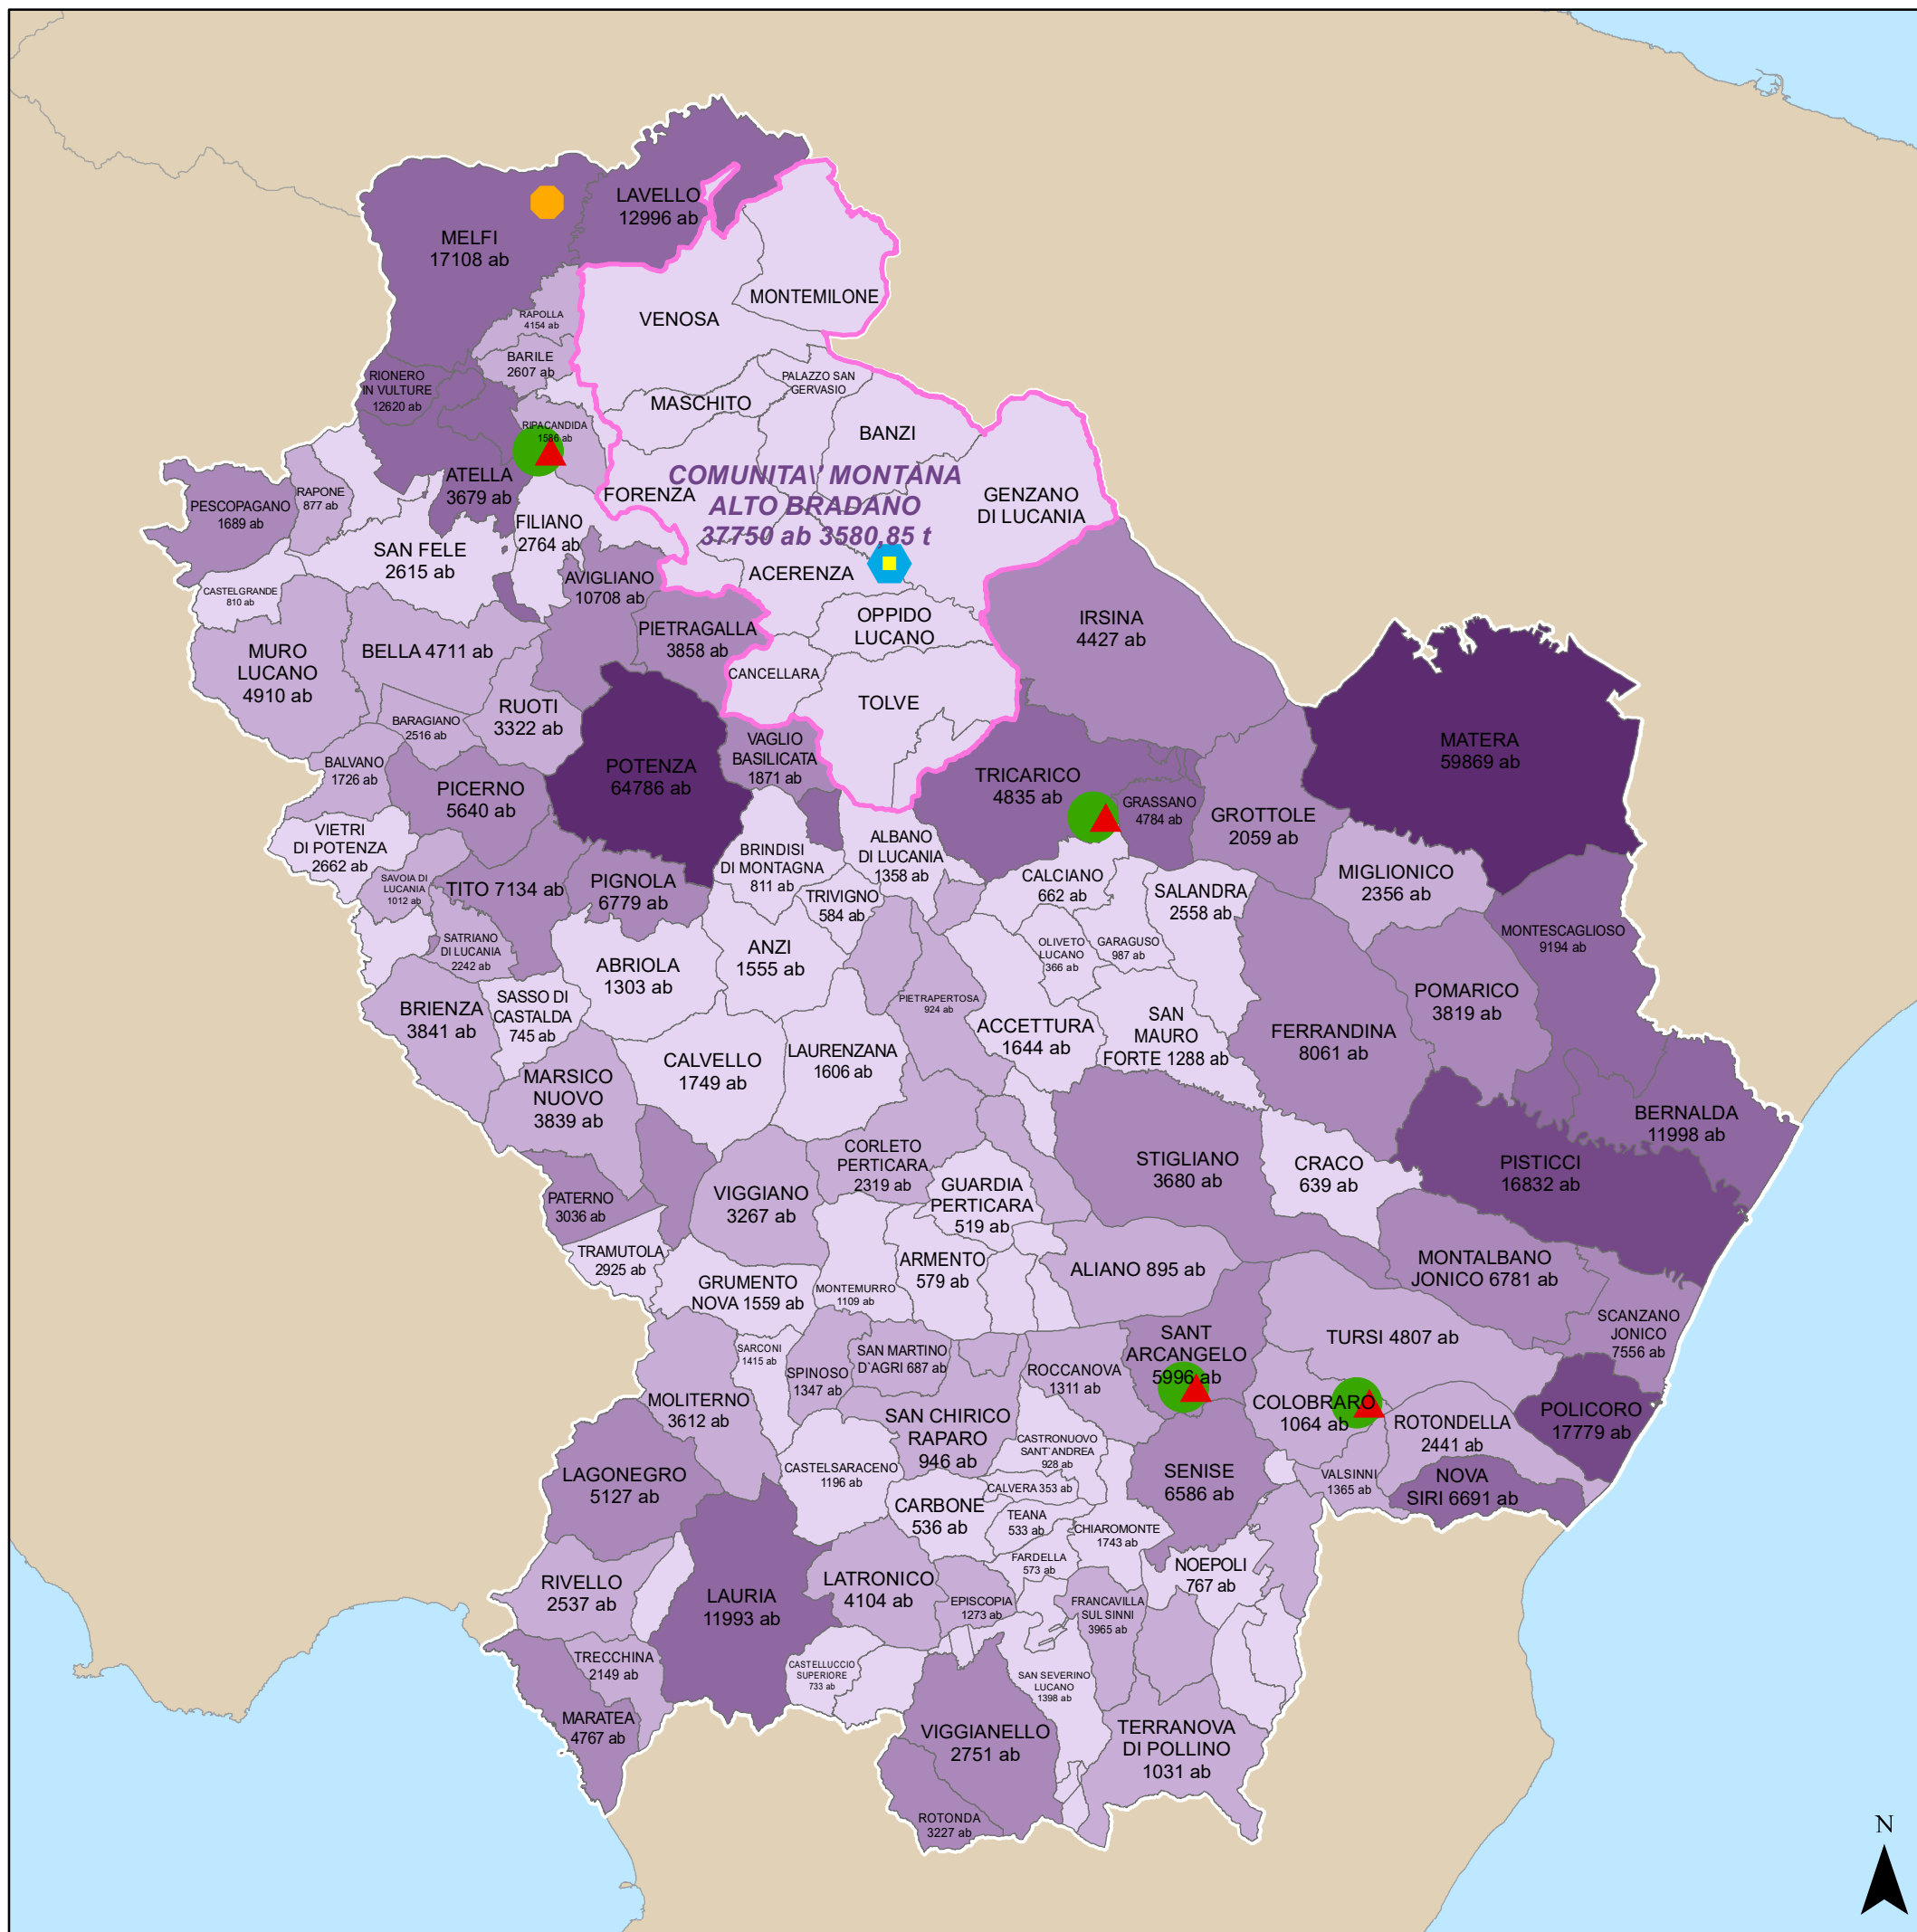 LAVELLO
12996 ab
MELFI
17108 ab
MONTEMILONE
VENOSA
RAPOLLA
4154 ab
BARILE
2607 ab
RIONERO
IN VULTURE
12620 ab
PALAZZO SAN
GERVASIO
MASCHITO
RIPACANDIDA
1586 ab
BANZI
COMUNITA\' MONTANA
ALTO BRADANO
37750 ab 3580,85 t
ATELLA
3679 ab
FORENZA
GENZANO
DI LUCANIA
PESCOPAGANO
1689 ab
RAPONE
877 ab
FILIANO
2764 ab
SAN FELE
2615 ab
ACERENZA
AVIGLIANO
10708 ab
CASTELGRANDE
810 ab
OPPIDO
LUCANO
IRSINA
4427 ab
PIETRAGALLA
3858 ab
MURO
LUCANO
4910 ab
BELLA 4711 ab
CANCELLARA
TOLVE
RUOTI
3322 ab
BARAGIANO
2516 ab
VAGLIO
BASILICATA
1871 ab
MATERA
59869 ab
BALVANO
1726 ab
POTENZA
64786 ab
PICERNO
5640 ab
TRICARICO
4835 ab
GRASSANO
4784 ab
GROTTOLE
2059 ab
VIETRI
DI POTENZA
2662 ab
BRINDISI
DI MONTAGNA
811 ab
ALBANO
DI LUCANIA
1358 ab
MIGLIONICO
2356 ab
SAVOIA DI
LUCANIA
1012 ab
TITO 7134 ab
PIGNOLA
6779 ab
TRIVIGNO
584 ab
CALCIANO
662 ab
SALANDRA
2558 ab
MONTESCAGLIOSO
9194 ab
SATRIANO
DI LUCANIA
2242 ab
ANZI
1555 ab
OLIVETO
LUCANO
366 ab
GARAGUSO
987 ab
ABRIOLA
1303 ab
POMARICO
3819 ab
BRIENZA
3841 ab
SASSO DI
CASTALDA
745 ab
PIETRAPERTOSA
924 ab
ACCETTURA
1644 ab
SAN
MAURO
FORTE 1288 ab
FERRANDINA
8061 ab
CALVELLO
1749 ab
LAURENZANA
1606 ab
MARSICO
NUOVO
3839 ab
BERNALDA
11998 ab
CORLETO
PERTICARA
2319 ab
STIGLIANO
3680 ab
CRACO
639 ab
PISTICCI
16832 ab
PATERNO
3036 ab
VIGGIANO
3267 ab
GUARDIA
PERTICARA
519 ab
TRAMUTOLA
2925 ab
ARMENTO
579 ab
ALIANO 895 ab
MONTALBANO
JONICO 6781 ab
GRUMENTO
NOVA 1559 ab
MONTEMURRO
1109 ab
SCANZANO
JONICO
7556 ab
SARCONI
1415 ab
SPINOSO
1347 ab
SAN MARTINO
D`AGRI 687 ab
SANT
ARCANGELO
5996 ab
TURSI 4807 ab
ROCCANOVA
1311 ab
MOLITERNO
3612 ab
COLOBRARO
1064 ab
POLICORO
17779 ab
SAN CHIRICO
RAPARO
946 ab
ROTONDELLA
2441 ab
CASTRONUOVO
SANT`ANDREA
928 ab
LAGONEGRO
5127 ab
CASTELSARACENO
1196 ab
SENISE
6586 ab
VALSINNI
1365 ab
NOVA
SIRI 6691 ab
CALVERA 353 ab
CARBONE
536 ab
TEANA
533 ab
CHIAROMONTE
1743 ab
FARDELLA
573 ab
NOEPOLI
767 ab
RIVELLO
2537 ab
LAURIA
11993 ab
LATRONICO
4104 ab
EPISCOPIA
1273 ab
FRANCAVILLA
SUL SINNI
3965 ab
TRECCHINA
2149 ab
CASTELLUCCIO
SUPERIORE
733 ab
SAN SEVERINO
LUCANO
1398 ab
MARATEA
4767 ab
VIGGIANELLO
2751 ab
TERRANOVA
DI POLLINO
1031 ab
ROTONDA
3227 ab
N